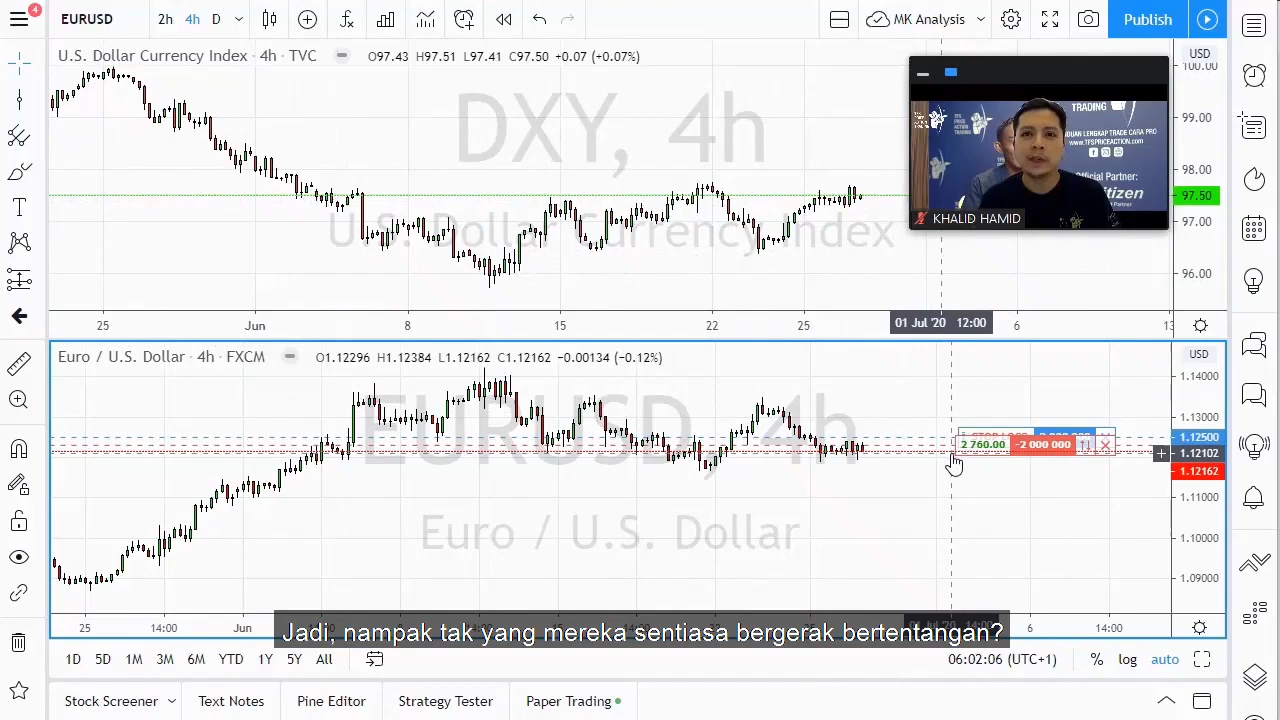 4
EURUSD
2h 4h D
MK Analysis
Publish
U.S. Dollar Currency Index · 4h · TVC O97.43 H97.51 L97.41 C97.50 +0.07 (+0.07%)
USD
100.00
99.00
98.00
97.50
97.00
96.00
DXY, 4h
U.S. Dollar Currency Index
TRADING
www.TFSPRICEACTION.com
KHALID HAMID
25 Jun 8 15 22 25 01 Jul '20 12:00 6 13
Euro / U.S. Dollar · 4h · FXCM O1.12296 H1.12384 L1.12162 C1.12162 −0.00134 (−0.12%)
USD
1.14000
1.13000
1.12500
1.12102
1.12162
1.11000
1.10000
1.09000
EURUSD, 4h
Euro / U.S. Dollar
2 760.00 -2 000 000
25 14:00 Jun 6 14:00
Jadi, nampak tak yang mereka sentiasa bergerak bertentangan?
1D 5D 1M 3M 6M YTD 1Y 5Y All
06:02:06 (UTC+1) % log auto
Stock Screener Text Notes Pine Editor Strategy Tester Paper Trading